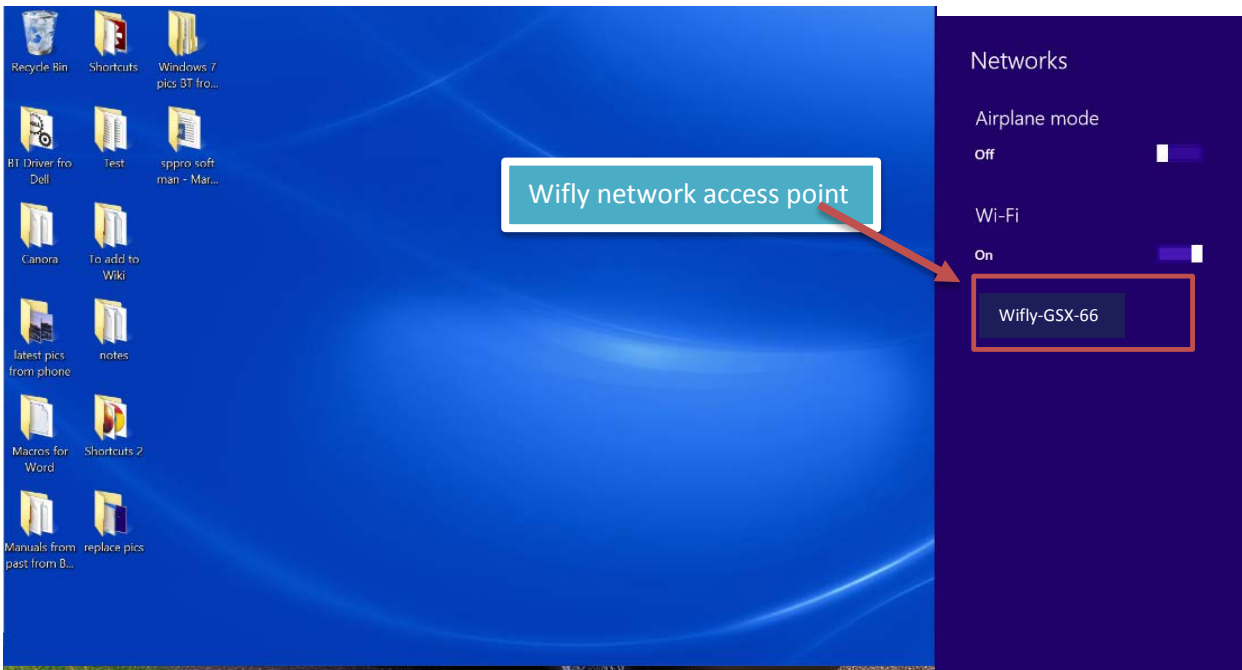 Recycle Bin
Shortcuts
Windows 7
pics BT fro...
BT Driver fro
Dell
Test
sppro soft
man - Mar...
Canora
To add to
Wiki
latest pics
from phone
notes
Macros for
Word
Shortcuts 2
Manuals from
past from B...
replace pics
Wifly network access point
Networks
Airplane mode
Off
Wi-Fi
On
Wifly-GSX-66